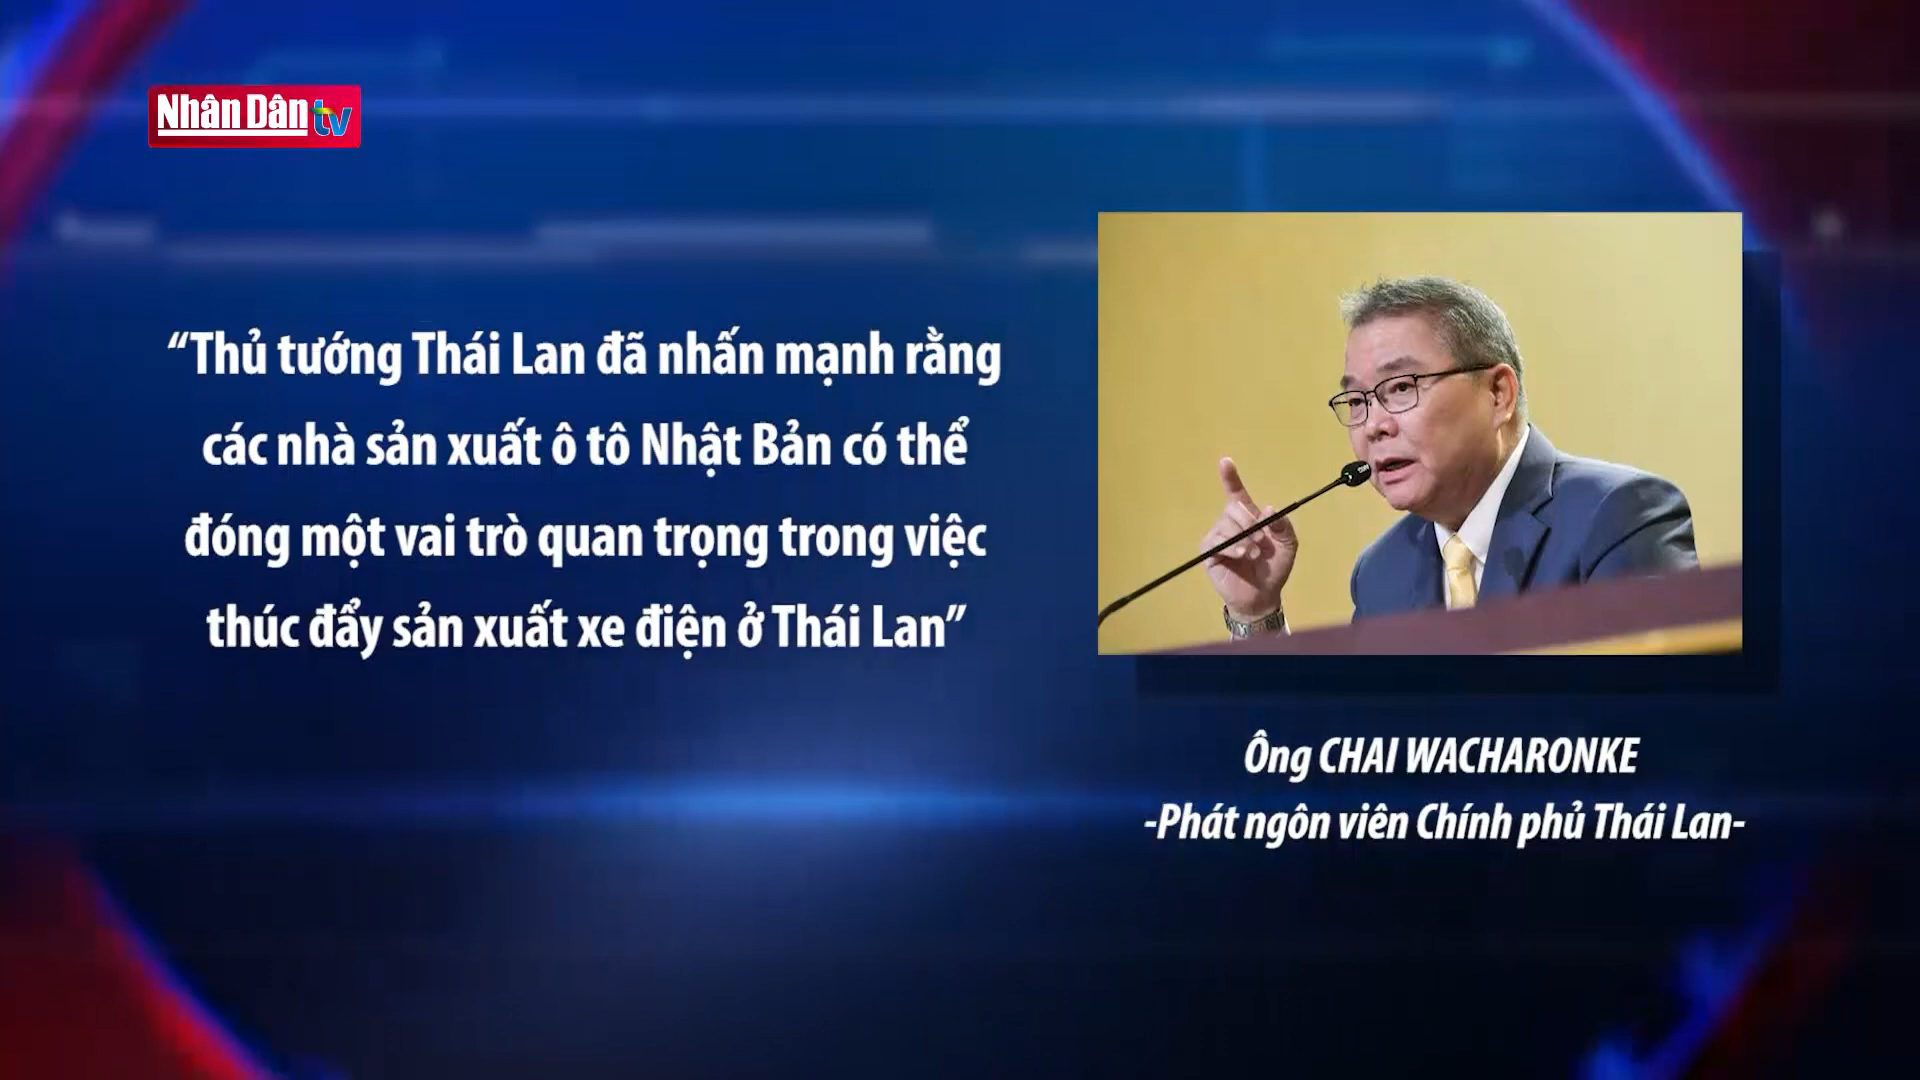 Nhân Dân tv
“Thủ tướng Thái Lan đã nhấn mạnh rằng
các nhà sản xuất ô tô Nhật Bản có thể
đóng một vai trò quan trọng trong việc
thúc đẩy sản xuất xe điện ở Thái Lan”
Ông CHAI WACHARONKE
-Phát ngôn viên Chính phủ Thái Lan-